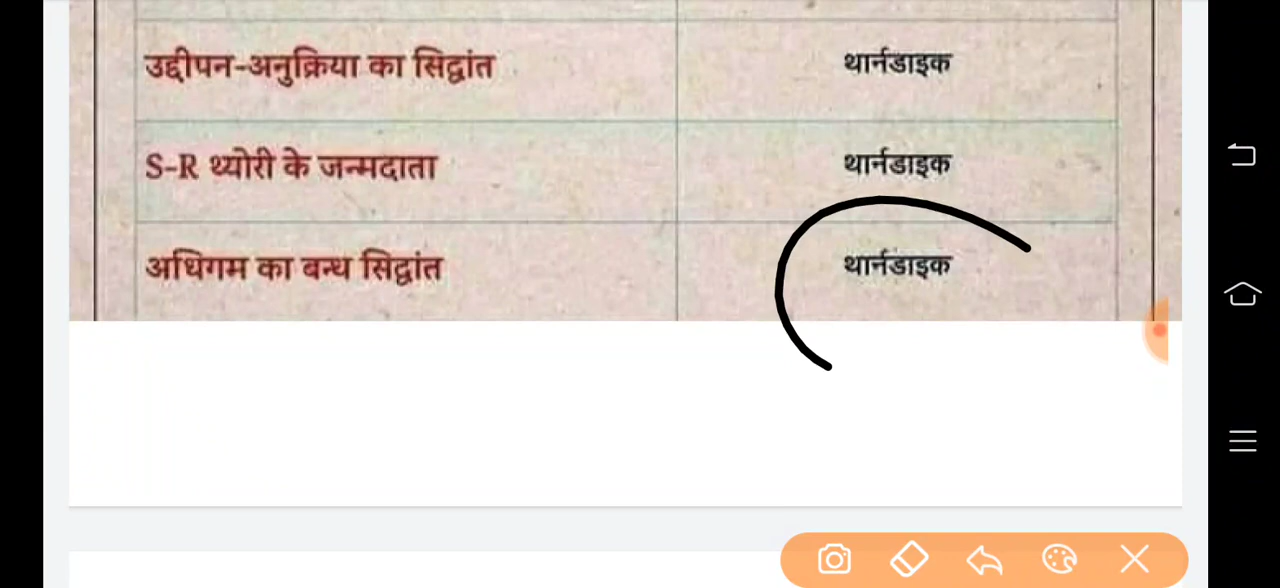 उद्दीपन-अनुक्रिया का सिद्वांत थार्नडाइक
S-R थ्योरी के जन्मदाता थार्नडाइक
अधिगम का बन्ध सिद्वांत थार्नडाइक